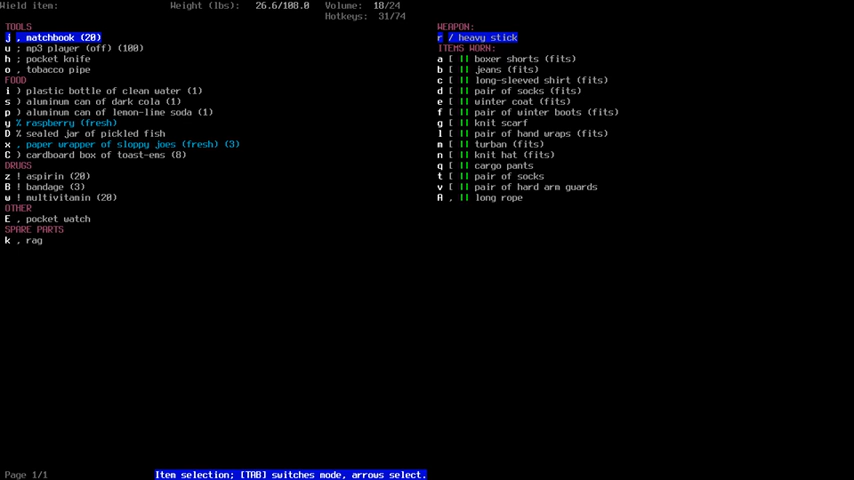 Wield item: Weight (lbs): 26.6/108.0 Volume: 18/24
Hotkeys: 31/74
TOOLS
j , matchbook (20)
u ; mp3 player (off) (100)
h ; pocket knife
o , tobacco pipe
FOOD
i ) plastic bottle of clean water (1)
s ) aluminum can of dark cola (1)
p ) aluminum can of lemon-lime soda (1)
y % raspberry (fresh)
D % sealed jar of pickled fish
x , paper wrapper of sloppy joes (fresh) (3)
C ) cardboard box of toast-ems (8)
DRUGS
z ! aspirin (20)
B ! bandage (3)
w ! multivitamin (20)
OTHER
E , pocket watch
SPARE PARTS
k , rag
WEAPON:
r / heavy stick
ITEMS WORN:
a [ || boxer shorts (fits)
b [ || jeans (fits)
c [ || long-sleeved shirt (fits)
d [ || pair of socks (fits)
e [ || winter coat (fits)
f [ || pair of winter boots (fits)
g [ || knit scarf
l [ || pair of hand wraps (fits)
m [ || turban (fits)
n [ || knit hat (fits)
q [ || cargo pants
t [ || pair of socks
v [ || pair of hard arm guards
A , || long rope
Page 1/1 Item selection; [TAB] switches mode, arrows select.